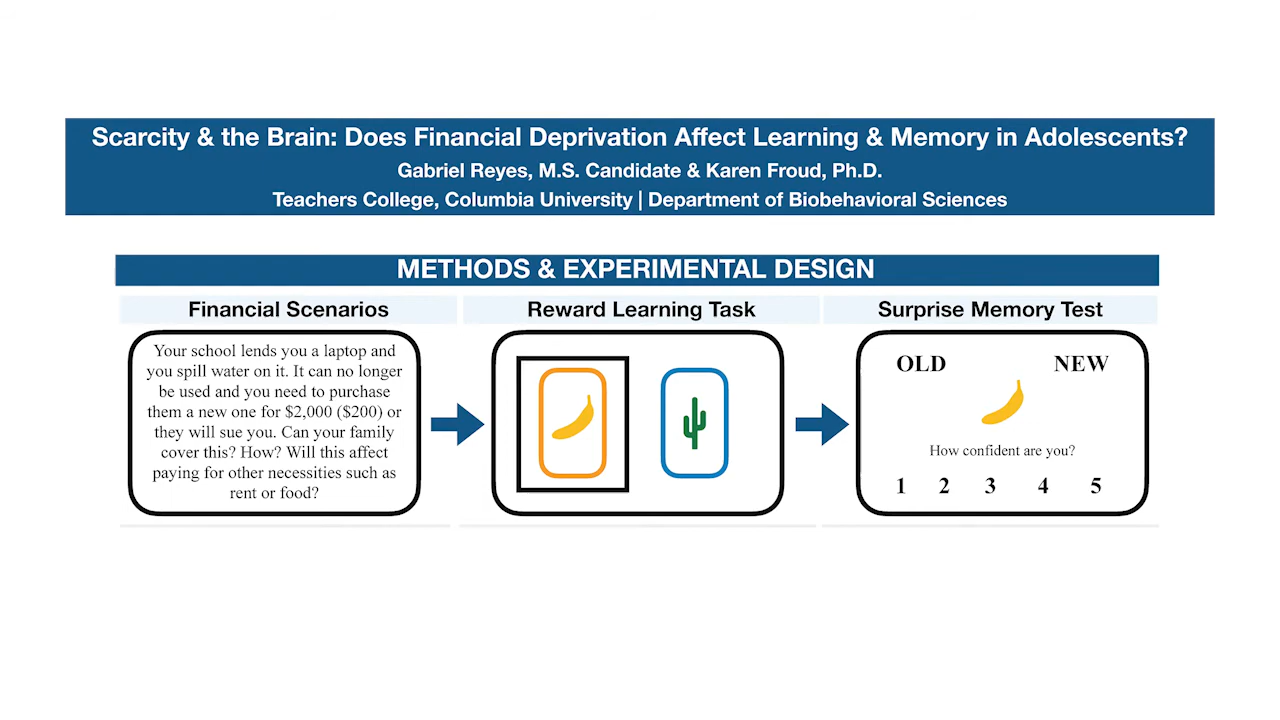 Scarcity & the Brain: Does Financial Deprivation Affect Learning & Memory in Adolescents?
Gabriel Reyes, M.S. Candidate & Karen Froud, Ph.D.
Teachers College, Columbia University | Department of Biobehavioral Sciences
METHODS & EXPERIMENTAL DESIGN
Financial Scenarios
Your school lends you a laptop and
you spill water on it. It can no longer
be used and you need to purchase
them a new one for $2,000 ($200) or
they will sue you. Can your family
cover this? How? Will this affect
paying for other necessities such as
rent or food?
Reward Learning Task
Surprise Memory Test
OLD NEW
How confident are you?
1 2 3 4 5